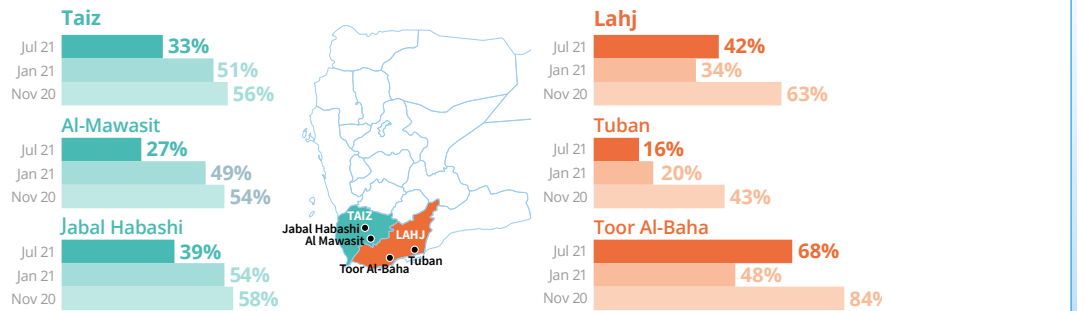 Taiz
Jul 21 33%
Jan 21 51%
Nov 20 56%
Al-Mawasit
Jul 21 27%
Jan 21 49%
Nov 20 54%
Jabal Habashi
Jul 21 39%
Jan 21 54%
Nov 20 58%
TAIZ
Jabal Habashi
LAHJ
Al Mawasit
Tuban
Toor Al-Baha
Lahj
Jul 21 42%
Jan 21 34%
Nov 20 63%
Tuban
Jul 21 16%
Jan 21 20%
Nov 20 43%
Toor Al-Baha
Jul 21 68%
Jan 21 48%
Nov 20 84%